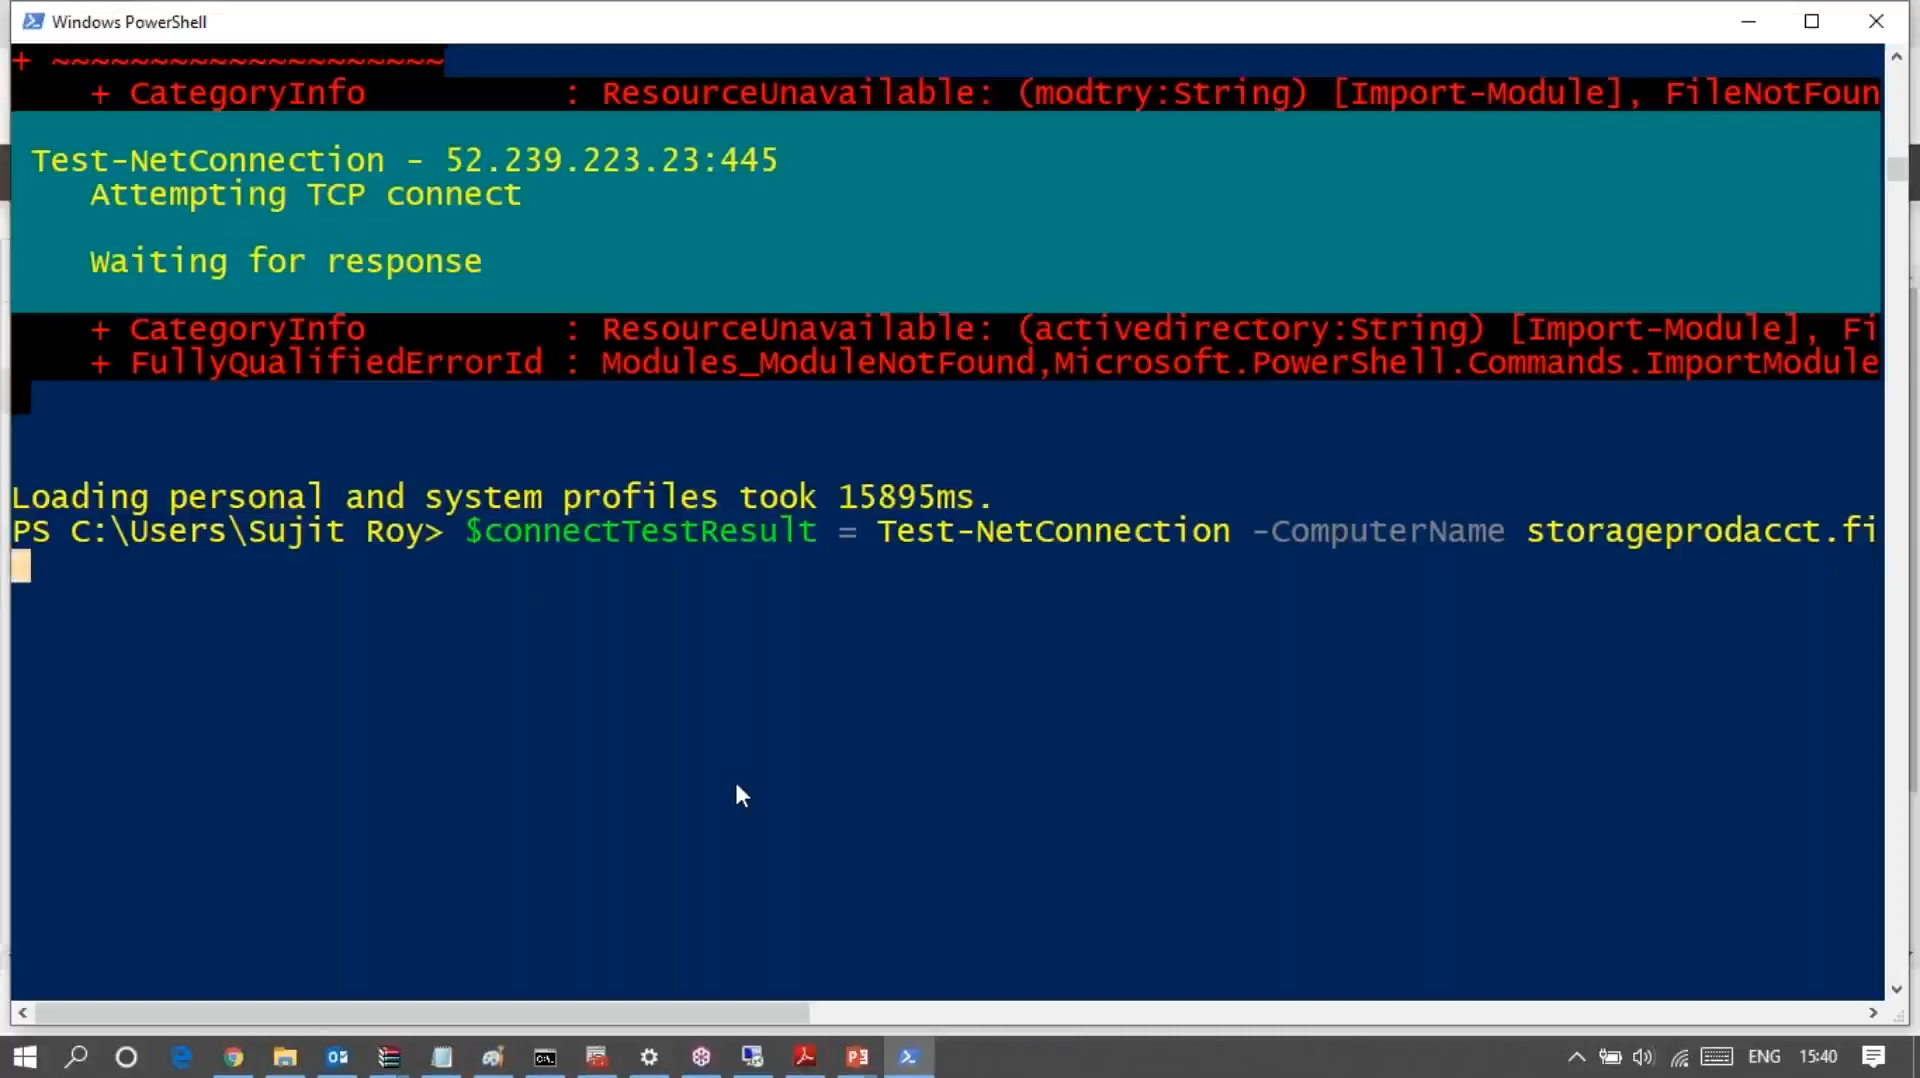 Windows PowerShell
+ ~~~~~~~~~~~~~~~~~~~~
+ CategoryInfo : ResourceUnavailable: (modtry:String) [Import-Module], FileNotFoun
Test-NetConnection - 52.239.223.23:445
Attempting TCP connect
Waiting for response
+ CategoryInfo : ResourceUnavailable: (activedirectory:String) [Import-Module], Fi
+ FullyQualifiedErrorId : Modules_ModuleNotFound,Microsoft.PowerShell.Commands.ImportModule
Loading personal and system profiles took 15895ms.
PS C:\Users\Sujit Roy> $connectTestResult = Test-NetConnection -ComputerName storageprodacct.fi
ENG 15:40